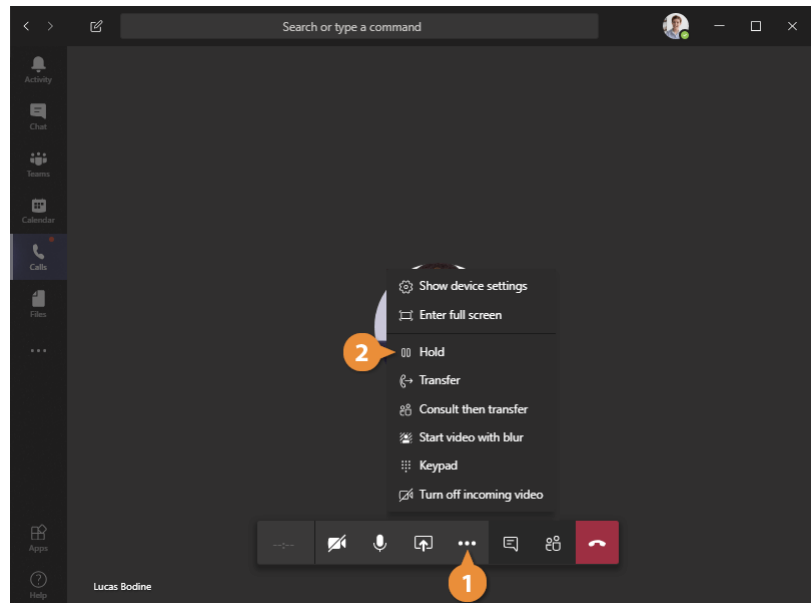 Search or type a command
Activity
Chat
Teams
Calendar
Calls
Files
Show device settings
Enter full screen
2
Hold
Transfer
Consult then transfer
Start video with blur
Keypad
Turn off incoming video
--:--
1
Apps
Help
Lucas Bodine